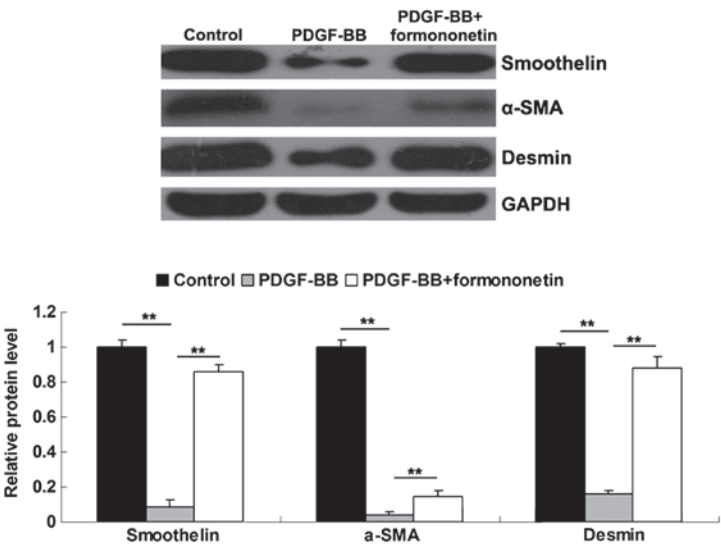 Control PDGF-BB PDGF-BB+
formononetin
Smoothelin
α-SMA
Desmin
GAPDH
Control PDGF-BB PDGF-BB+formononetin
Relative protein level
1.2
1
0.8
0.6
0.4
0.2
0
**
**
**
**
**
**
Smoothelin a-SMA Desmin